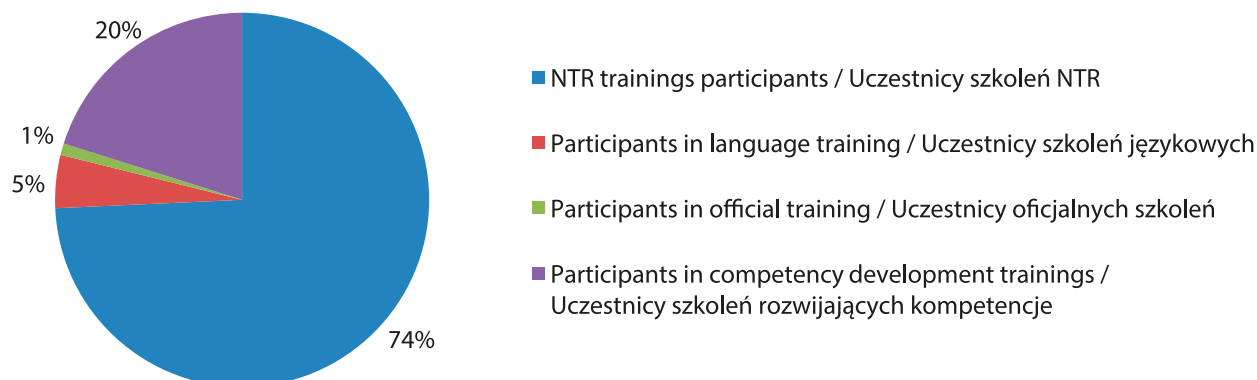 20%
1%
5%
74%
NTR trainings participants / Uczestnicy szkoleń NTR
Participants in language training / Uczestnicy szkoleń językowych
Participants in official training / Uczestnicy oficjalnych szkoleń
Participants in competency development trainings /
Uczestnicy szkoleń rozwijających kompetencje